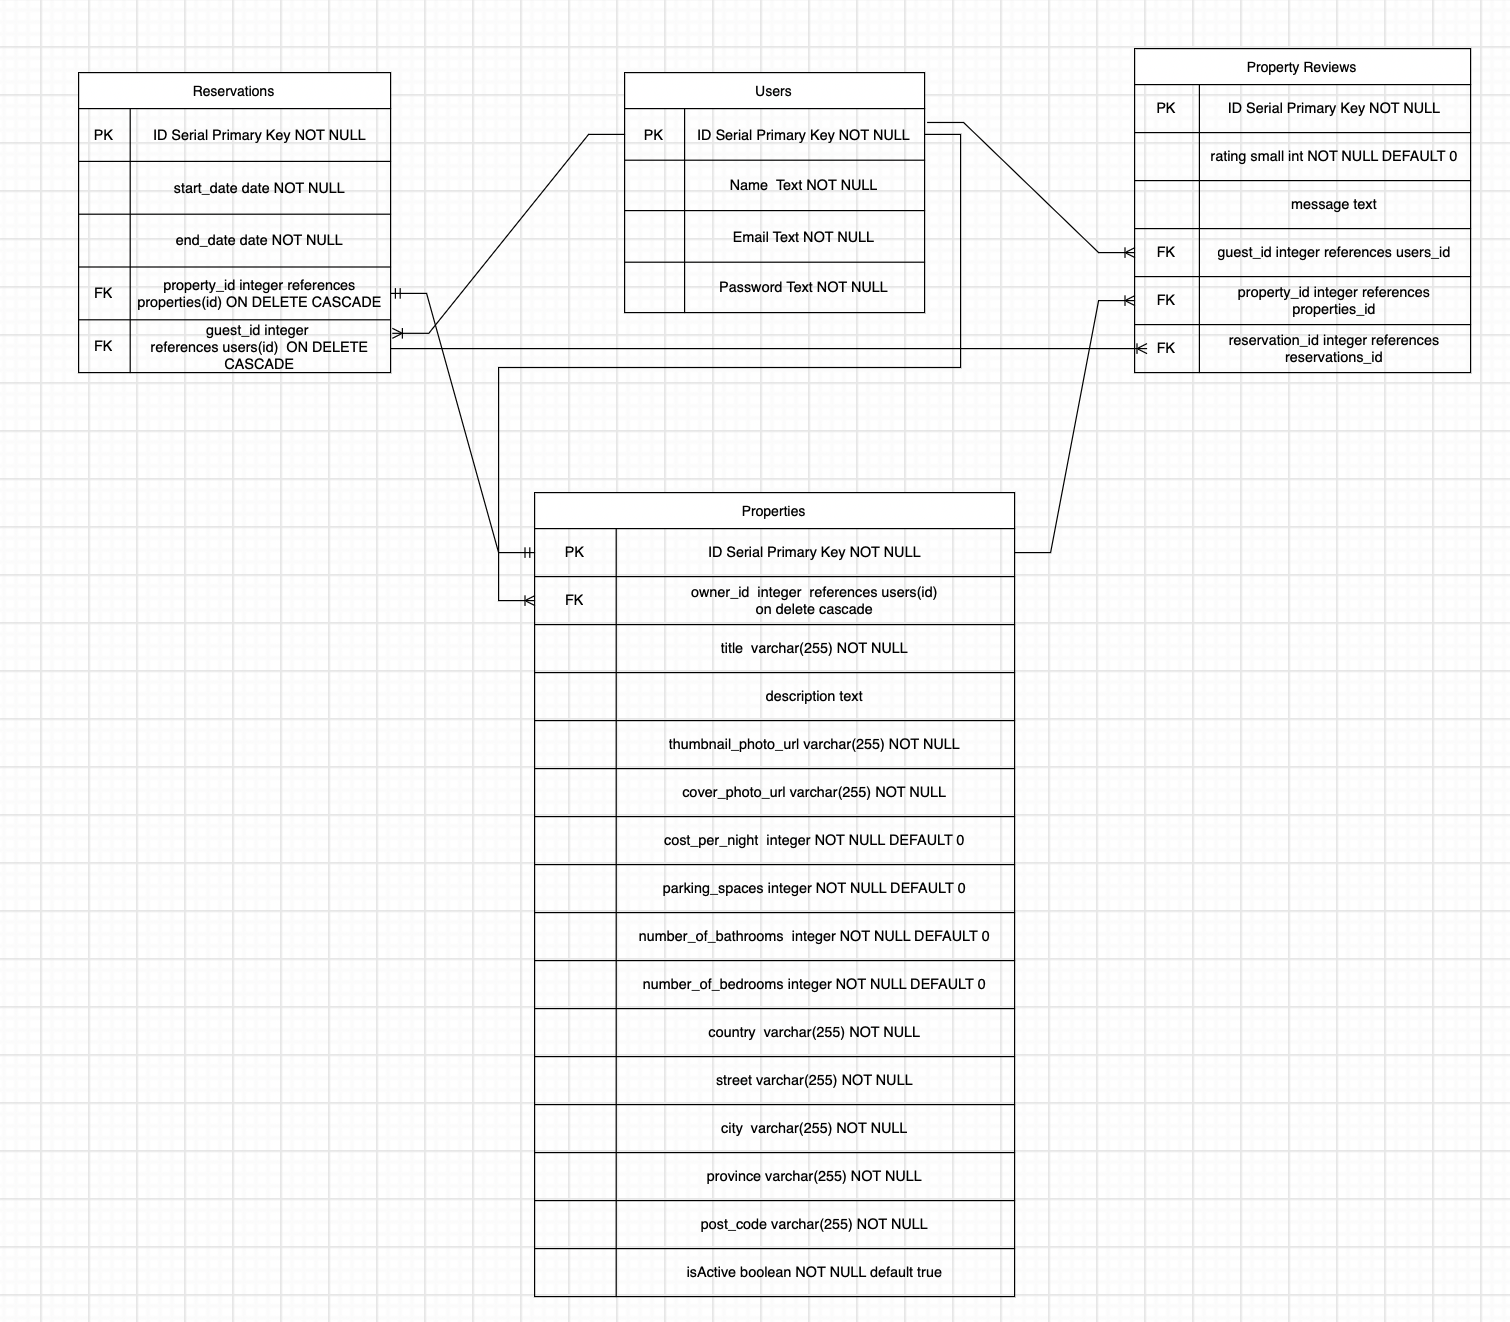 Reservations
PK
ID Serial Primary Key NOT NULL
start_date date NOT NULL
end_date date NOT NULL
FK
property_id integer references
properties(id) ON DELETE CASCADE
FK
guest_id integer
references users(id) ON DELETE
CASCADE
Users
PK
ID Serial Primary Key NOT NULL
Name Text NOT NULL
Email Text NOT NULL
Password Text NOT NULL
Property Reviews
PK
ID Serial Primary Key NOT NULL
rating small int NOT NULL DEFAULT 0
message text
FK
guest_id integer references users_id
FK
property_id integer references
properties_id
FK
reservation_id integer references
reservations_id
Properties
PK
ID Serial Primary Key NOT NULL
FK
owner_id integer references users(id)
on delete cascade
title varchar(255) NOT NULL
description text
thumbnail_photo_url varchar(255) NOT NULL
cover_photo_url varchar(255) NOT NULL
cost_per_night integer NOT NULL DEFAULT 0
parking_spaces integer NOT NULL DEFAULT 0
number_of_bathrooms integer NOT NULL DEFAULT 0
number_of_bedrooms integer NOT NULL DEFAULT 0
country varchar(255) NOT NULL
street varchar(255) NOT NULL
city varchar(255) NOT NULL
province varchar(255) NOT NULL
post_code varchar(255) NOT NULL
isActive boolean NOT NULL default true